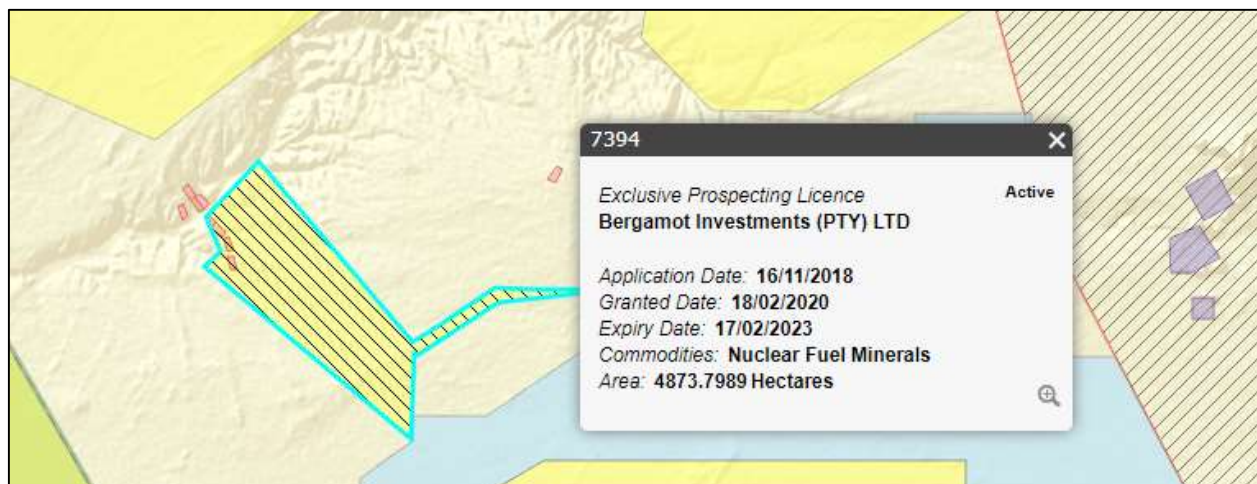 7394
Exclusive Prospecting Licence Active
Bergamot Investments (PTY) LTD
Application Date: 16/11/2018
Granted Date: 18/02/2020
Expiry Date: 17/02/2023
Commodities: Nuclear Fuel Minerals
Area: 4873.7989 Hectares